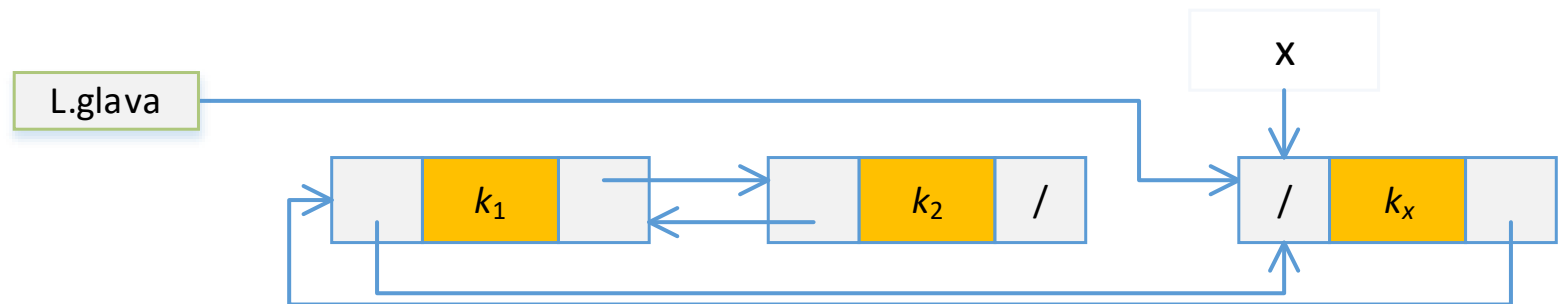 x
L.glava
k₁
k₂ /
/ kₓ